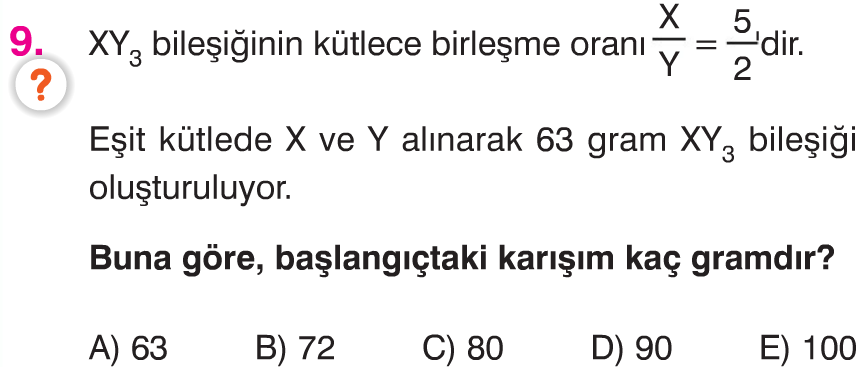 9. XY₃ bileşiğinin kütlece birleşme oranı X/Y = 5/2'dir.
?
Eşit kütlede X ve Y alınarak 63 gram XY₃ bileşiği
oluşturuluyor.
Buna göre, başlangıçtaki karışım kaç gramdır?
A) 63 B) 72 C) 80 D) 90 E) 100